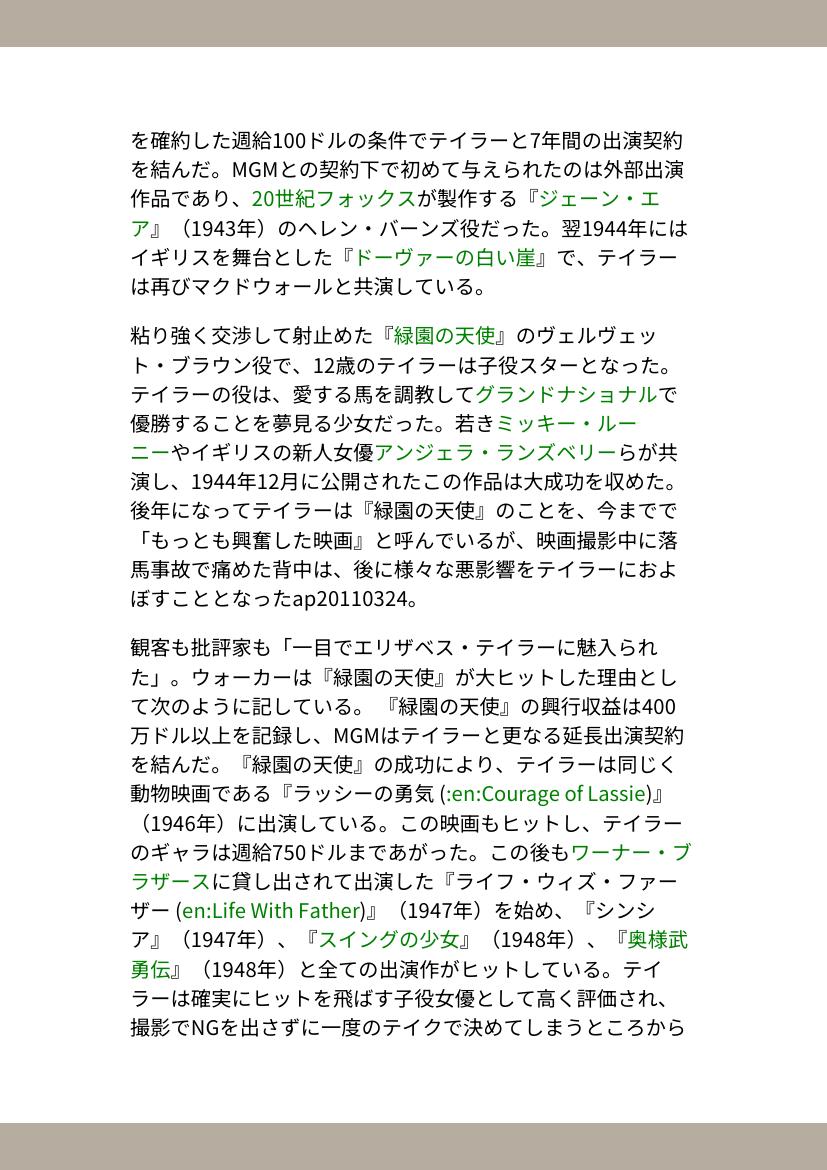 を確約した週給100ドルの条件でテイラーと7年間の出演契約
を結んだ。MGMとの契約下で初めて与えられたのは外部出演
作品であり、20世紀フォックスが製作する『ジェーン・エ
ア』（1943年）のヘレン・バーンズ役だった。翌1944年には
イギリスを舞台とした『ドーヴァーの白い崖』で、テイラー
は再びマクドウォールと共演している。
粘り強く交渉して射止めた『緑園の天使』のヴェルヴェッ
ト・ブラウン役で、12歳のテイラーは子役スターとなった。
テイラーの役は、愛する馬を調教してグランドナショナルで
優勝することを夢見る少女だった。若きミッキー・ルー
ニーやイギリスの新人女優アンジェラ・ランズベリーらが共
演し、1944年12月に公開されたこの作品は大成功を収めた。
後年になってテイラーは『緑園の天使』のことを、今までで
「もっとも興奮した映画』と呼んでいるが、映画撮影中に落
馬事故で痛めた背中は、後に様々な悪影響をテイラーにおよ
ぼすこととなったap20110324。
観客も批評家も「一目でエリザベス・テイラーに魅入られ
た」。ウォーカーは『緑園の天使』が大ヒットした理由とし
て次のように記している。 『緑園の天使』の興行収益は400
万ドル以上を記録し、MGMはテイラーと更なる延長出演契約
を結んだ。『緑園の天使』の成功により、テイラーは同じく
動物映画である『ラッシーの勇気 (:en:Courage of Lassie)』
（1946年）に出演している。この映画もヒットし、テイラー
のギャラは週給750ドルまであがった。この後もワーナー・ブ
ラザースに貸し出されて出演した『ライフ・ウィズ・ファー
ザー (en:Life With Father)』（1947年）を始め、『シンシ
ア』（1947年）、『スイングの少女』（1948年）、『奥様武
勇伝』（1948年）と全ての出演作がヒットしている。テイ
ラーは確実にヒットを飛ばす子役女優として高く評価され、
撮影でNGを出さずに一度のテイクで決めてしまうところから